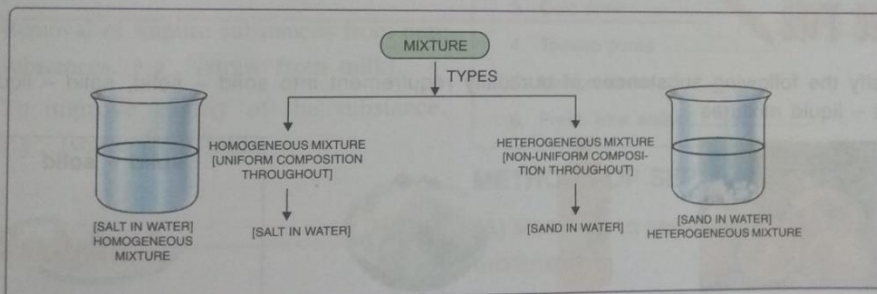 MIXTURE
TYPES
HOMOGENEOUS MIXTURE
[UNIFORM COMPOSITION
THROUGHOUT]
[SALT IN WATER]
HETEROGENEOUS MIXTURE
[NON-UNIFORM COMPOSI-
TION THROUGHOUT]
[SAND IN WATER]
[SALT IN WATER]
HOMOGENEOUS
MIXTURE
[SAND IN WATER]
HETEROGENEOUS MIXTURE